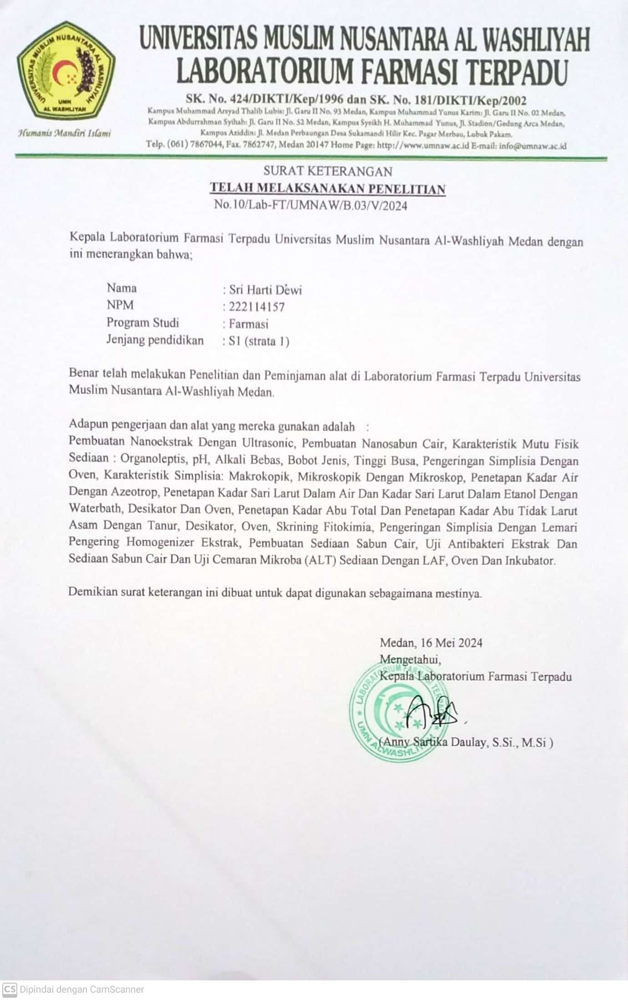 UNIVERSITAS MUSLIM NUSANTARA AL WASHLIYAH
UMN
AL WASHLIYAH
Humanis Mandiri Islami
UNIVERSITAS MUSLIM NUSANTARA AL WASHLIYAH
LABORATORIUM FARMASI TERPADU
SK. No. 424/DIKTI/Kep/1996 dan SK. No. 181/DIKTI/Kep/2002
Kampus Muhammad Arsyad Thalib Lubis: Jl. Garu II No. 93 Medan, Kampus Muhammad Yunus Karim: Jl. Garu II No. 02 Medan,
Kampus Abdurrahman Syihab: Jl. Garu II No. 52 Medan, Kampus Syeikh H. Muhammad Yunus, Jl. Stadion/Gedung Arca Medan,
Kampus Aziddin: Jl. Medan Perbaungan Desa Sukamandi Hilir Kec. Pagar Merbau, Lubuk Pakam.
Telp. (061) 7867044, Fax. 7862747, Medan 20147 Home Page: http://www.umnaw.ac.id E-mail: info@umnaw.ac.id
SURAT KETERANGAN
TELAH MELAKSANAKAN PENELITIAN
No.10/Lab-FT/UMNAW/B.03/V/2024
Kepala Laboratorium Farmasi Terpadu Universitas Muslim Nusantara Al-Washliyah Medan dengan
ini menerangkan bahwa;
Nama : Sri Harti Dewi
NPM : 222114157
Program Studi : Farmasi
Jenjang pendidikan : S1 (strata 1)
Benar telah melakukan Penelitian dan Peminjaman alat di Laboratorium Farmasi Terpadu Universitas
Muslim Nusantara Al-Washliyah Medan.
Adapun pengerjaan dan alat yang mereka gunakan adalah :
Pembuatan Nanoekstrak Dengan Ultrasonic, Pembuatan Nanosabun Cair, Karakteristik Mutu Fisik
Sediaan : Organoleptis, pH, Alkali Bebas, Bobot Jenis, Tinggi Busa, Pengeringan Simplisia Dengan
Oven, Karakteristik Simplisia: Makrokopik, Mikroskopik Dengan Mikroskop, Penetapan Kadar Air
Dengan Azeotrop, Penetapan Kadar Sari Larut Dalam Air Dan Kadar Sari Larut Dalam Etanol Dengan
Waterbath, Desikator Dan Oven, Penetapan Kadar Abu Total Dan Penetapan Kadar Abu Tidak Larut
Asam Dengan Tanur, Desikator, Oven, Skrining Fitokimia, Pengeringan Simplisia Dengan Lemari
Pengering Homogenizer Ekstrak, Pembuatan Sediaan Sabun Cair, Uji Antibakteri Ekstrak Dan
Sediaan Sabun Cair Dan Uji Cemaran Mikroba (ALT) Sediaan Dengan LAF, Oven Dan Inkubator.
Demikian surat keterangan ini dibuat untuk dapat digunakan sebagaimana mestinya.
Medan, 16 Mei 2024
Mengetahui,
Kepala Laboratorium Farmasi Terpadu
LABORATORIUM FARMASI TERPADU
UMN ALWASHLIYAH
(Anny Sartika Daulay, S.Si., M.Si )
CS Dipindai dengan CamScanner